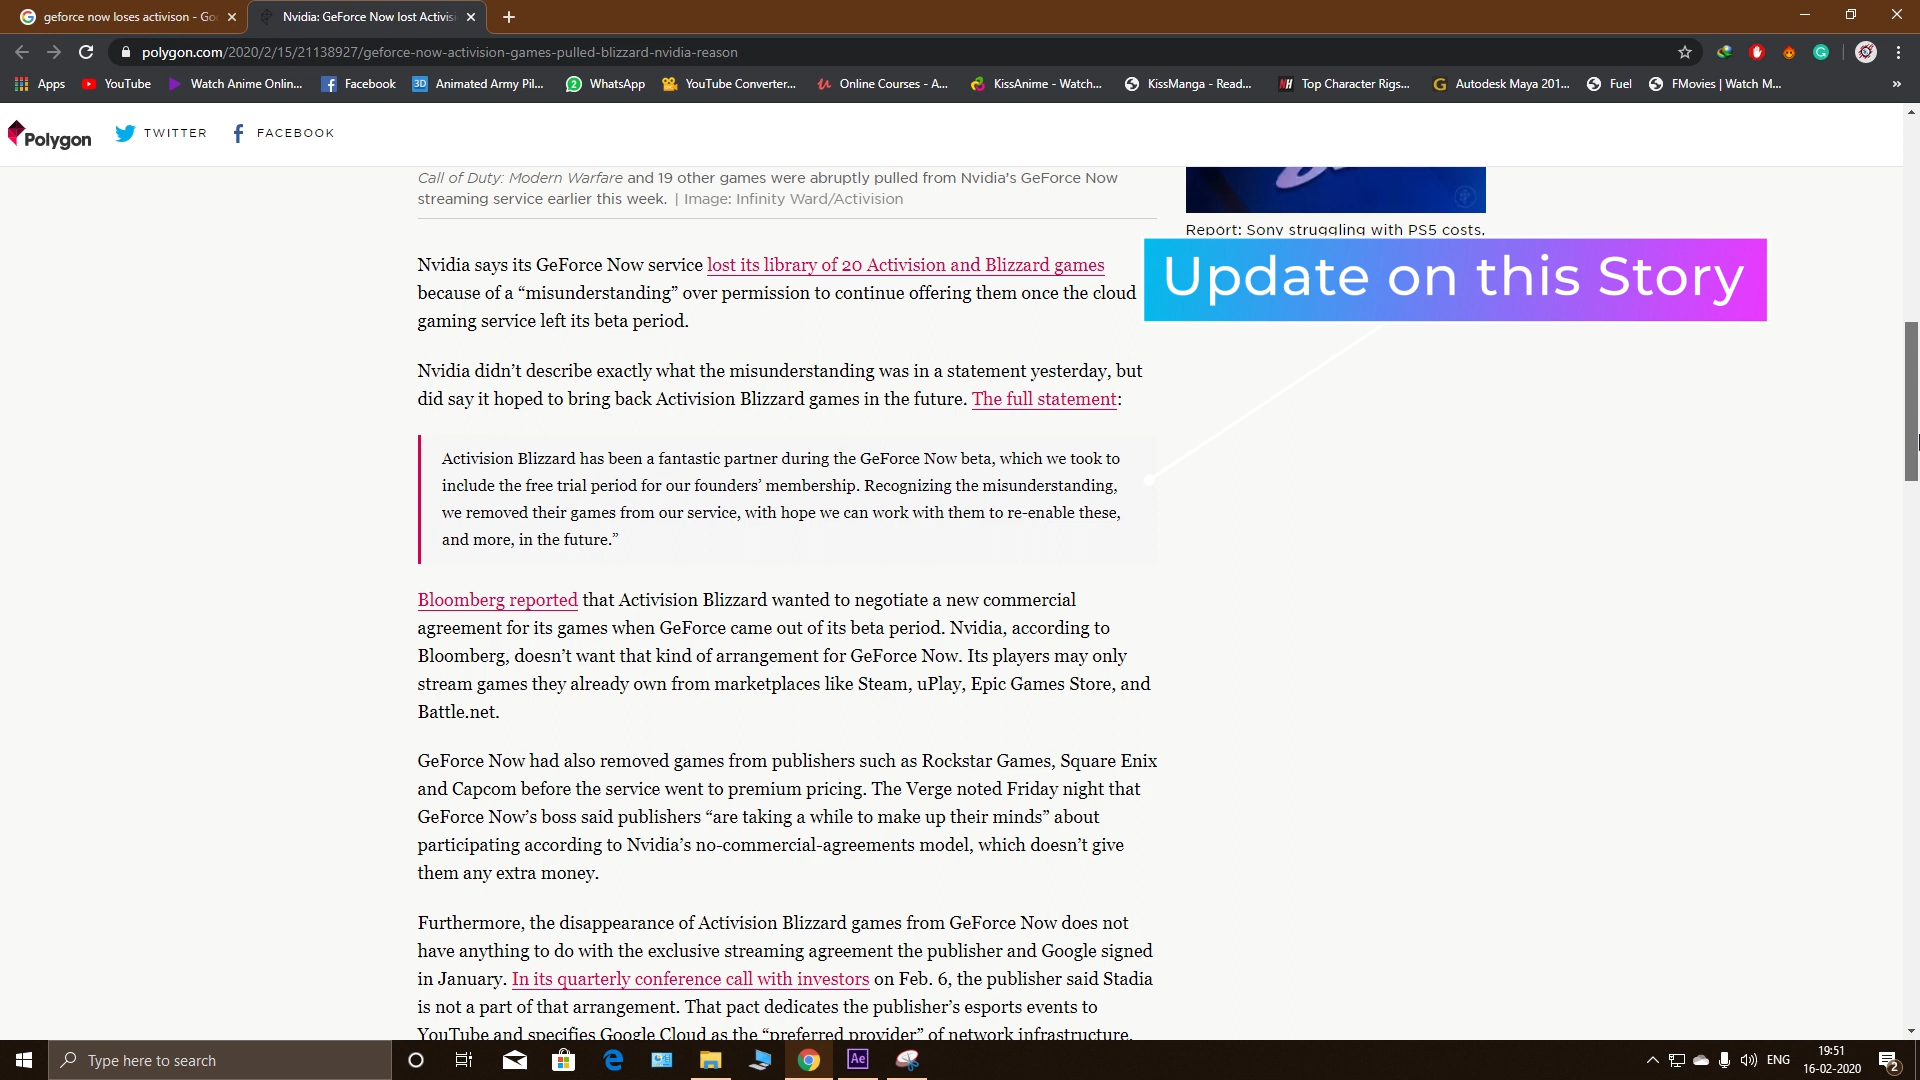 geforce now loses activison - Go
Nvidia: GeForce Now lost Activisi
polygon.com/2020/2/15/21138927/geforce-now-activision-games-pulled-blizzard-nvidia-reason
Apps YouTube Watch Anime Onlin... Facebook Animated Army Pil... WhatsApp YouTube Converter... Online Courses - A... KissAnime - Watch... KissManga - Read... Top Character Rigs... Autodesk Maya 201... Fuel FMovies | Watch M... »
Polygon TWITTER FACEBOOK
Call of Duty: Modern Warfare and 19 other games were abruptly pulled from Nvidia's GeForce Now
streaming service earlier this week. | Image: Infinity Ward/Activision
Report: Sony struggling with PS5 costs.
Update on this Story
Nvidia says its GeForce Now service lost its library of 20 Activision and Blizzard games
because of a “misunderstanding” over permission to continue offering them once the cloud
gaming service left its beta period.
Nvidia didn’t describe exactly what the misunderstanding was in a statement yesterday, but
did say it hoped to bring back Activision Blizzard games in the future. The full statement:
Activision Blizzard has been a fantastic partner during the GeForce Now beta, which we took to
include the free trial period for our founders’ membership. Recognizing the misunderstanding,
we removed their games from our service, with hope we can work with them to re-enable these,
and more, in the future.”
Bloomberg reported that Activision Blizzard wanted to negotiate a new commercial
agreement for its games when GeForce came out of its beta period. Nvidia, according to
Bloomberg, doesn’t want that kind of arrangement for GeForce Now. Its players may only
stream games they already own from marketplaces like Steam, uPlay, Epic Games Store, and
Battle.net.
GeForce Now had also removed games from publishers such as Rockstar Games, Square Enix
and Capcom before the service went to premium pricing. The Verge noted Friday night that
GeForce Now’s boss said publishers “are taking a while to make up their minds” about
participating according to Nvidia’s no-commercial-agreements model, which doesn’t give
them any extra money.
Furthermore, the disappearance of Activision Blizzard games from GeForce Now does not
have anything to do with the exclusive streaming agreement the publisher and Google signed
in January. In its quarterly conference call with investors on Feb. 6, the publisher said Stadia
is not a part of that arrangement. That pact dedicates the publisher’s esports events to
YouTube and specifies Google Cloud as the “preferred provider” of network infrastructure.
Type here to search
Ae
ENG
19:51
16-02-2020
2